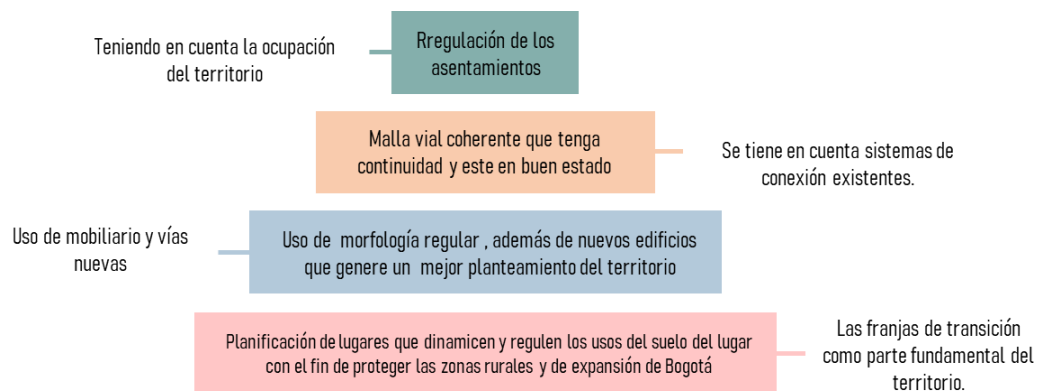 Teniendo en cuenta la ocupación
del territorio
Rregulación de los
asentamientos
Malla vial coherente que tenga
continuidad y este en buen estado
Se tiene en cuenta sistemas de
conexión existentes.
Uso de mobiliario y vías
nuevas
Uso de morfología regular , además de nuevos edificios
que genere un mejor planteamiento del territorio
Planificación de lugares que dinamicen y regulen los usos del suelo del lugar
con el fin de proteger las zonas rurales y de expansión de Bogotá
Las franjas de transición
como parte fundamental del
territorio.